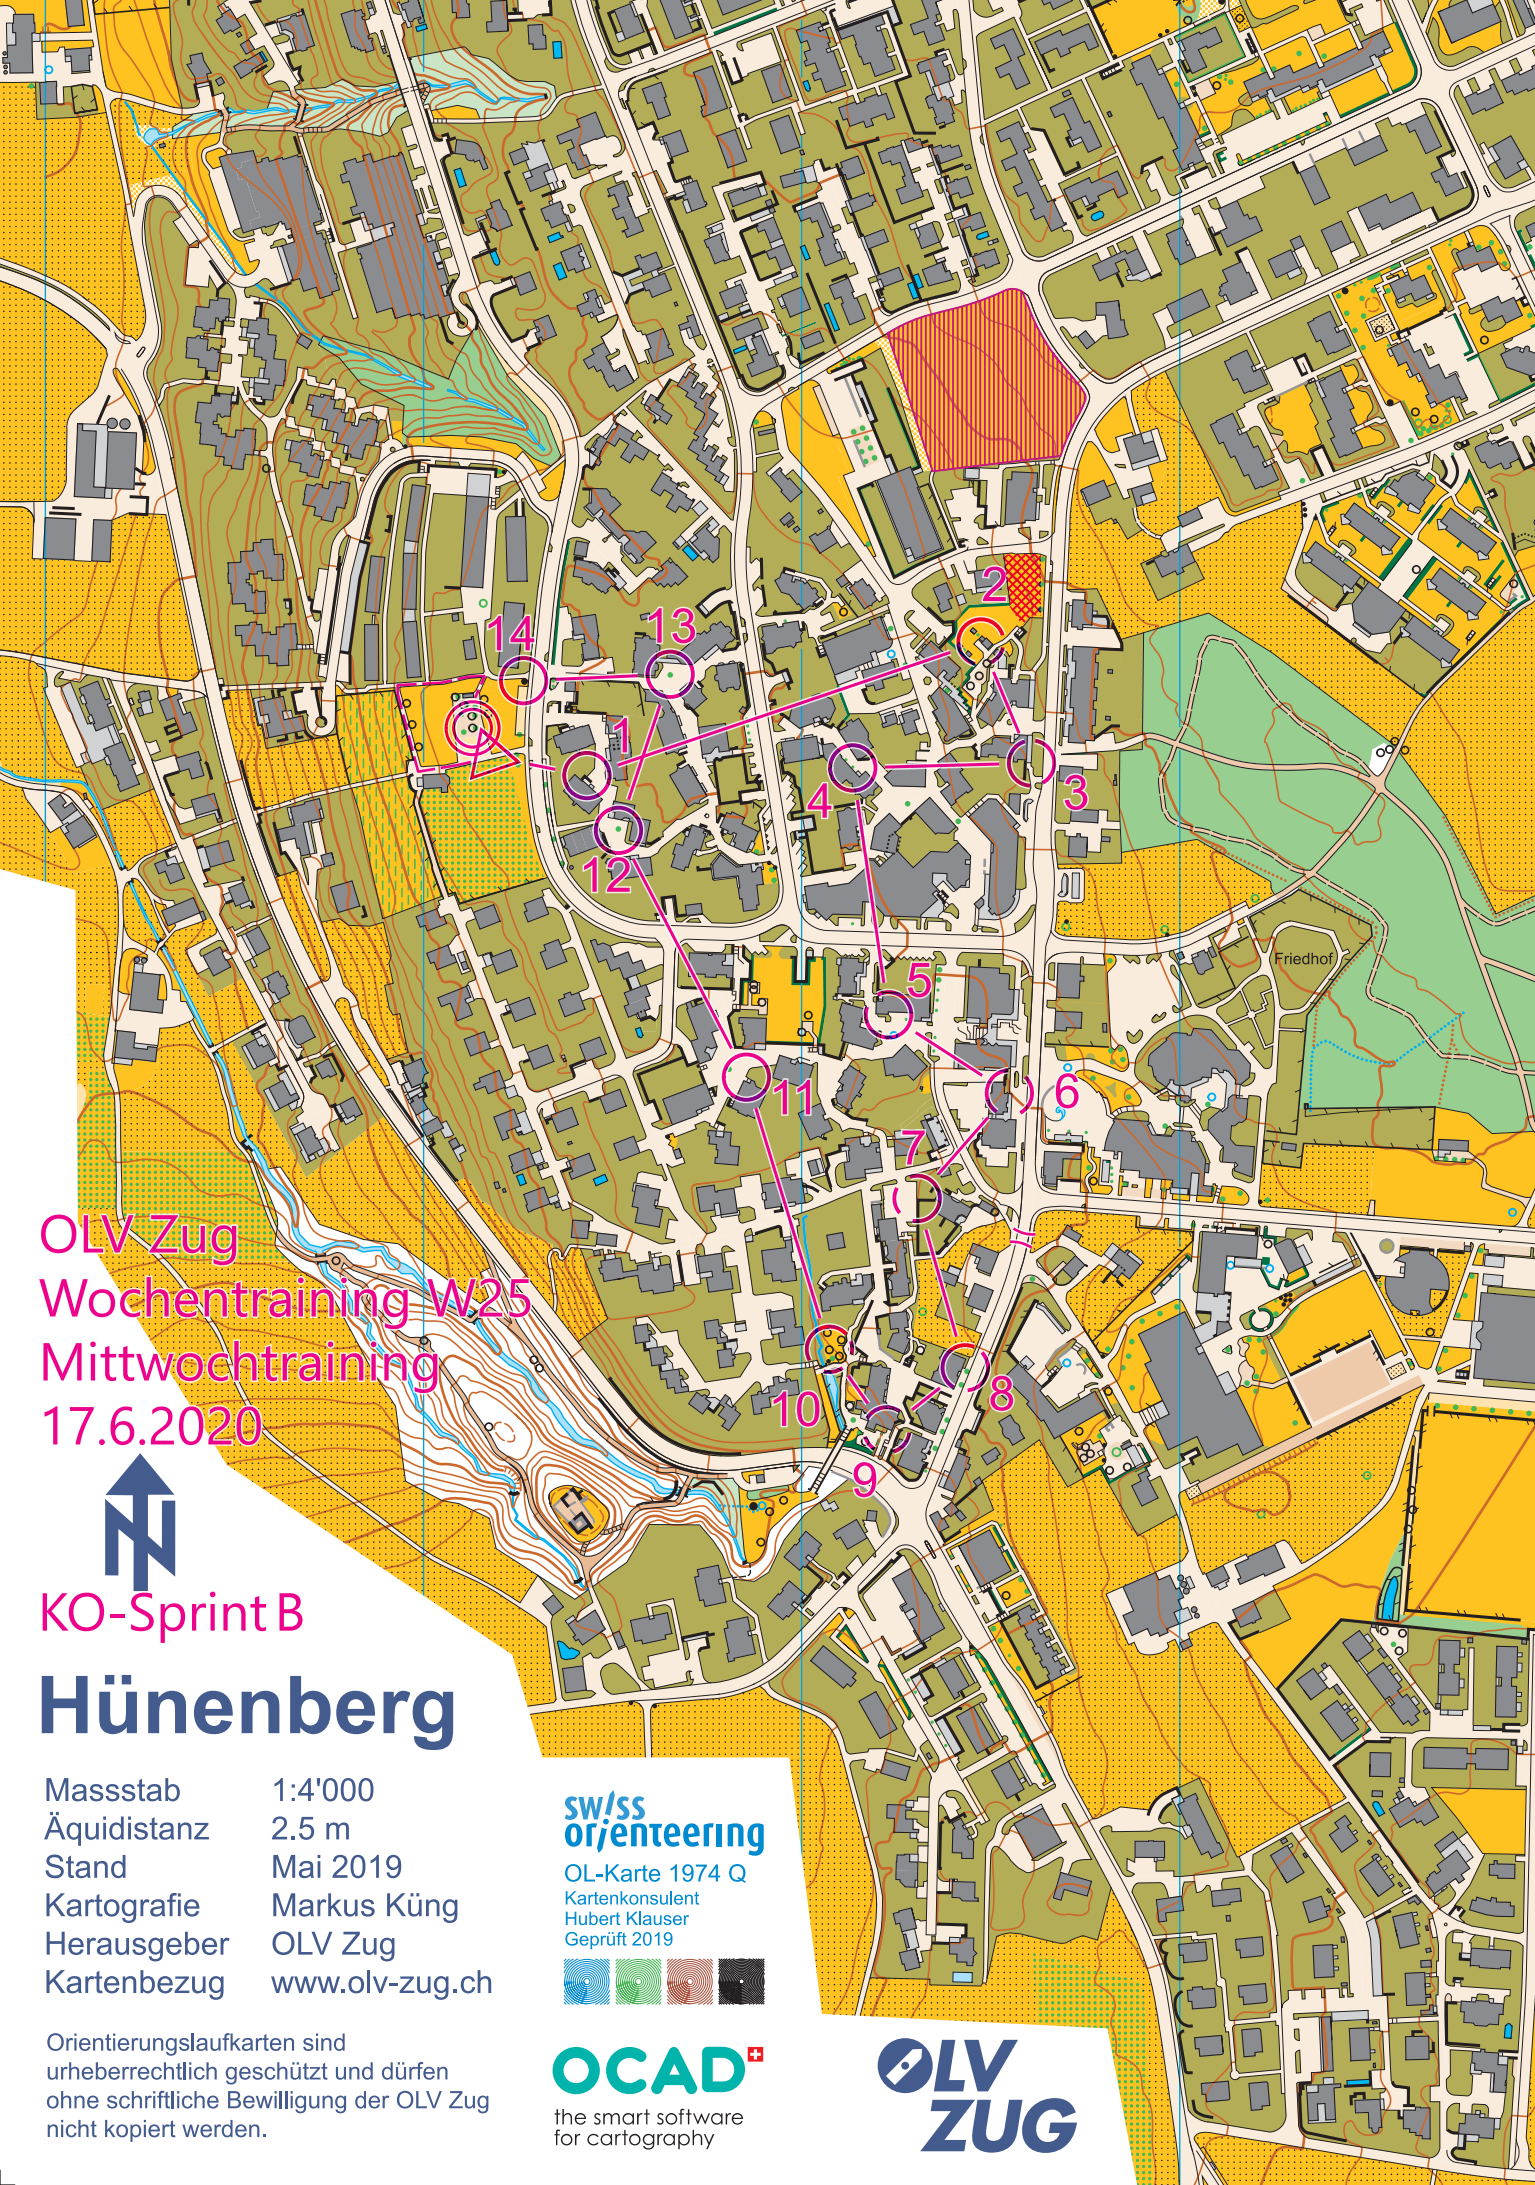 2
13
14
1
3
4
12
Friedhof
5
6
11
7
OLV Zug
Wochentraining W25
Mittwochtraining
17.6.2020
10
8
9
N
KO-Sprint B
Hünenberg
Massstab 1:4'000
Äquidistanz 2.5 m
Stand Mai 2019
Kartografie Markus Küng
Herausgeber OLV Zug
Kartenbezug www.olv-zug.ch
Orientierungslaufkarten sind
urheberrechtlich geschützt und dürfen
ohne schriftliche Bewilligung der OLV Zug
nicht kopiert werden.
swiss
orienteering
OL-Karte 1974 Q
Kartenkonsulent
Hubert Klauser
Geprüft 2019
OCAD
the smart software
for cartography
OLV
ZUG